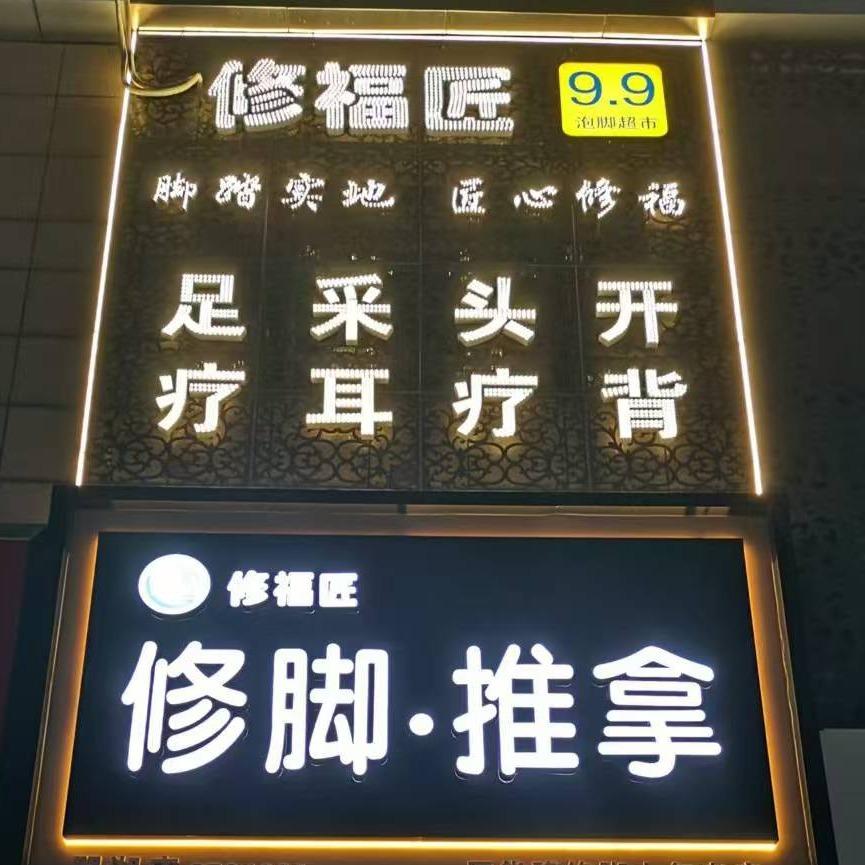 修福匠
9.9
泡脚超市
脚踏实地 匠心修福
足 采 头 开
疗 耳 疗 背
修福匠
修脚·推拿